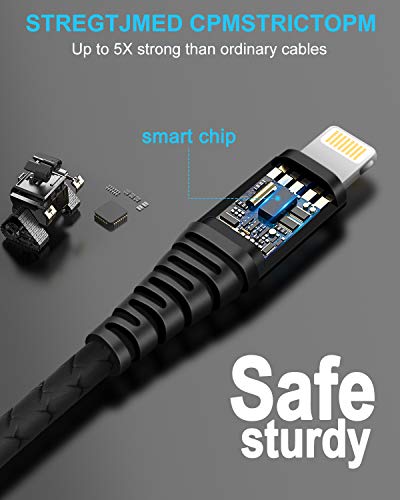 STREGTJMED CPMSTRICTOPM
Up to 5X strong than ordinary cables
smart chip
Safe
sturdy